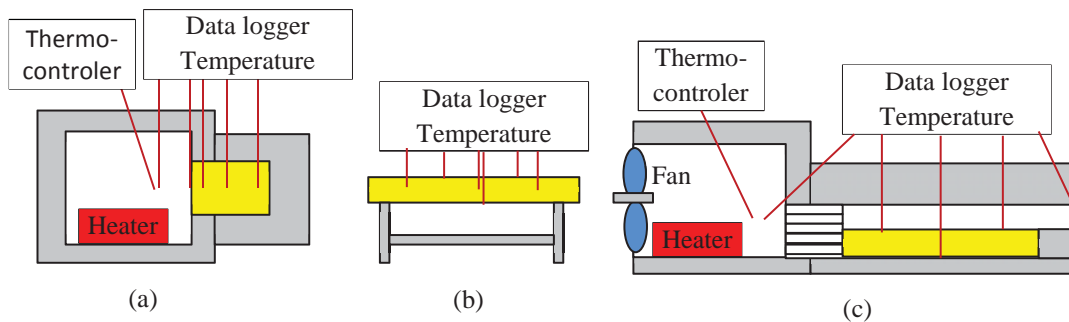 Thermo-
controler
Data logger
Temperature
Heater
(a)
Data logger
Temperature
(b)
Thermo-
controler
Data logger
Temperature
Fan
Heater
(c)